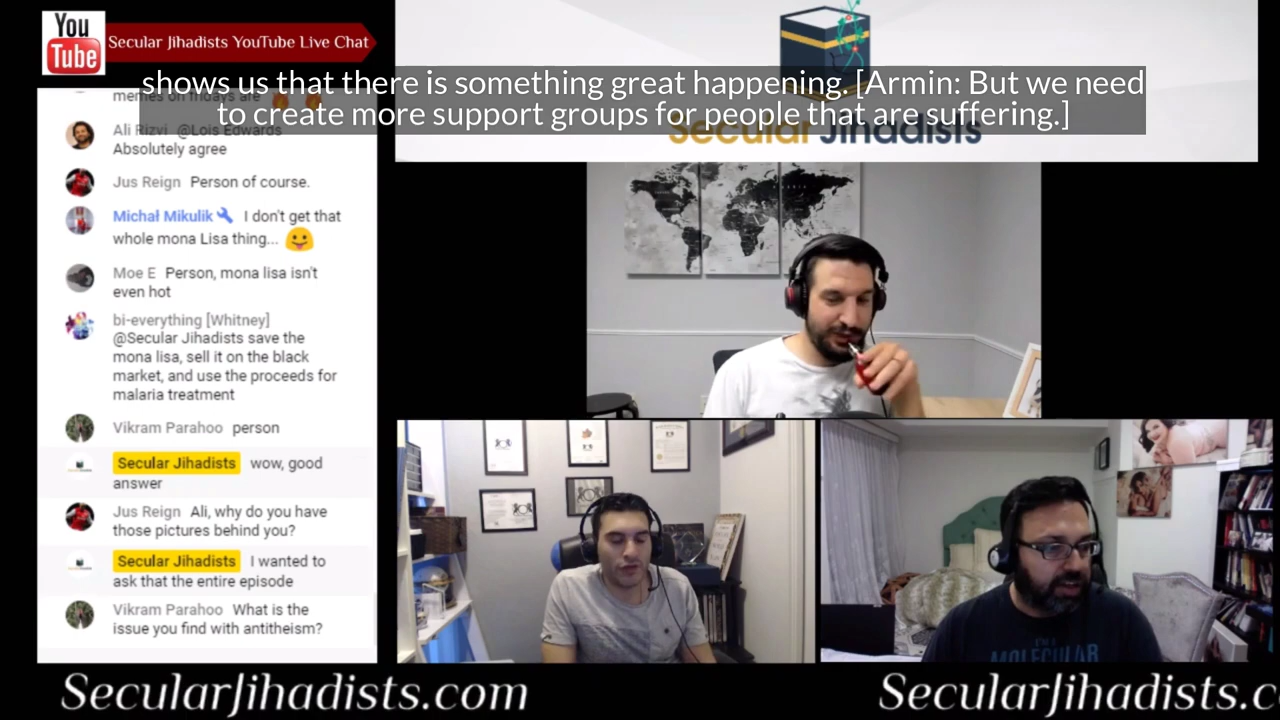 You
Tube
Secular Jihadists YouTube Live Chat
shows us that there is something great happening. [Armin: But we need
to create more support groups for people that are suffering.]
Secular Jihadists
memes on fridays are 🔥 🔥
Ali Rizvi @Lois Edwards
Absolutely agree
Jus Reign Person of course.
Michał Mikulik I don't get that
whole mona Lisa thing... 😛
Moe E Person, mona lisa isn't
even hot
bi-everything [Whitney]
@Secular Jihadists save the
mona lisa, sell it on the black
market, and use the proceeds for
malaria treatment
Vikram Parahoo person
Secular Jihadists wow, good
answer
Jus Reign Ali, why do you have
those pictures behind you?
Secular Jihadists I wanted to
ask that the entire episode
Vikram Parahoo What is the
issue you find with antitheism?
MOLECULAR
SecularJihadists.com
SecularJihadists.c